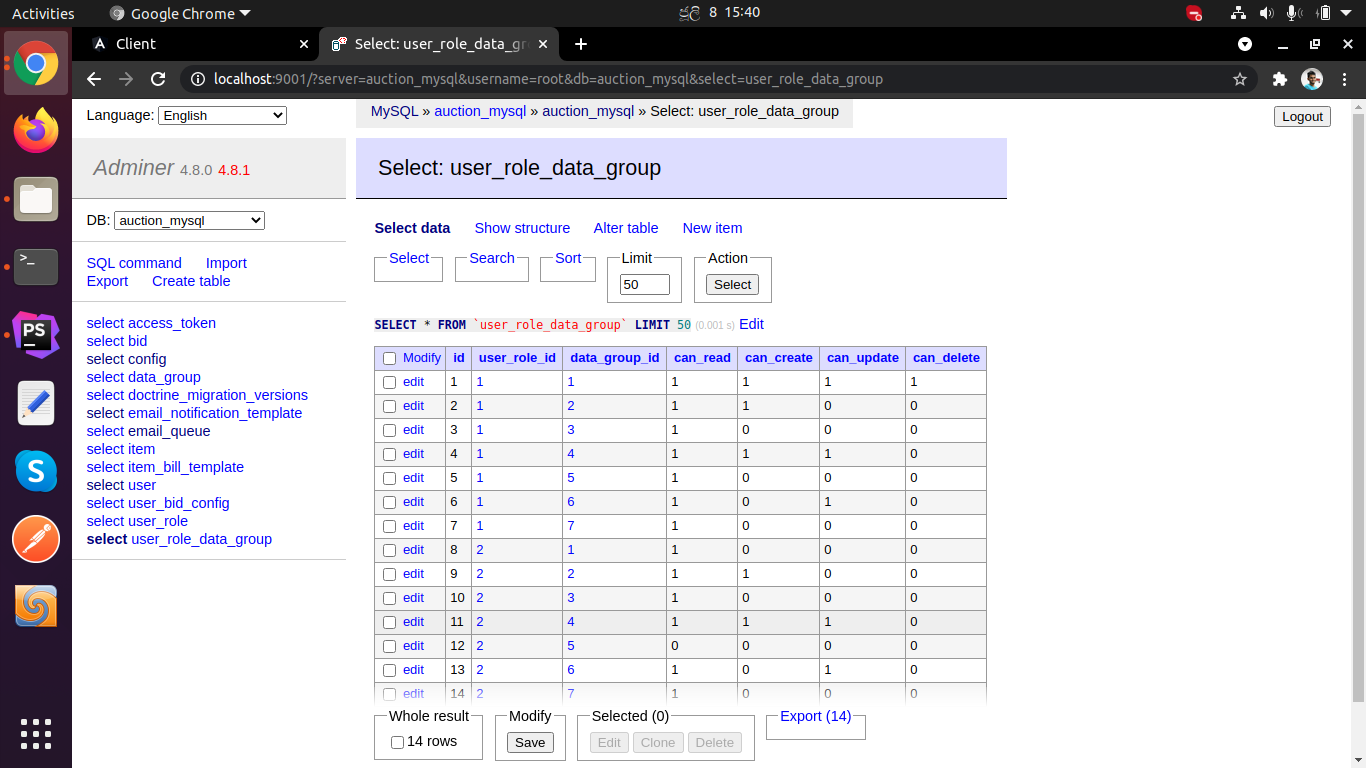 Activities Google Chrome ජූලි 8 15:40
Client Select: user_role_data_gr
localhost:9001/?server=auction_mysql&username=root&db=auction_mysql&select=user_role_data_group
Language: English
MySQL » auction_mysql » auction_mysql » Select: user_role_data_group
Logout
Adminer 4.8.0 4.8.1
Select: user_role_data_group
DB: auction_mysql
SQL command Import
Export Create table
select access_token
select bid
select config
select data_group
select doctrine_migration_versions
select email_notification_template
select email_queue
select item
select item_bill_template
select user
select user_bid_config
select user_role
select user_role_data_group
Select data Show structure Alter table New item
Select Search Sort Limit Action
50 Select
SELECT * FROM `user_role_data_group` LIMIT 50 (0.001 s) Edit
Modify id user_role_id data_group_id can_read can_create can_update can_delete
edit 1 1 1 1 1 1 1
edit 2 1 2 1 1 0 0
edit 3 1 3 1 0 0 0
edit 4 1 4 1 1 1 0
edit 5 1 5 1 0 0 0
edit 6 1 6 1 0 1 0
edit 7 1 7 1 0 0 0
edit 8 2 1 1 0 0 0
edit 9 2 2 1 1 0 0
edit 10 2 3 1 0 0 0
edit 11 2 4 1 1 1 0
edit 12 2 5 0 0 0 0
edit 13 2 6 1 0 1 0
edit 14 2 7 1 0 0 0
Whole result Modify Selected (0) Export (14)
14 rows Save Edit Clone Delete